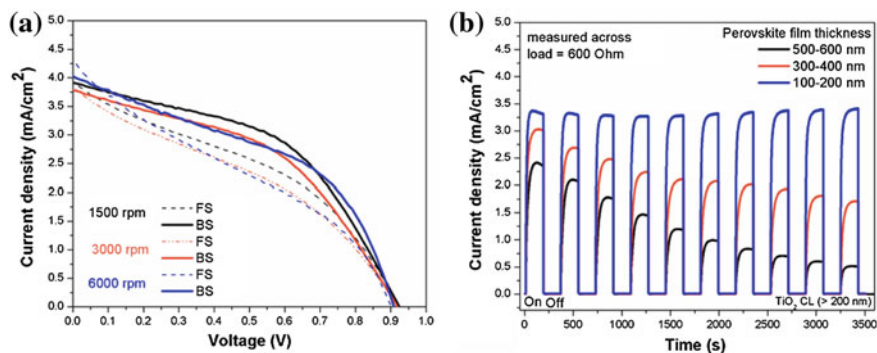 (a)
Current density (mA/cm²)
5.0
4.5
4.0
3.5
3.0
2.5
2.0
1.5
1.0
0.5
0.0
1500 rpm
FS
BS
3000 rpm
FS
BS
6000 rpm
FS
BS
0.0 0.1 0.2 0.3 0.4 0.5 0.6 0.7 0.8 0.9 1.0
Voltage (V)
(b)
Current density (mA/cm²)
5.0
4.5
4.0
3.5
3.0
2.5
2.0
1.5
1.0
0.5
0.0
measured across
load = 600 Ohm
Perovskite film thickness
500-600 nm
300-400 nm
100-200 nm
On Off
TiO₂ CL (> 200 nm)
0 500 1000 1500 2000 2500 3000 3500
Time (s)